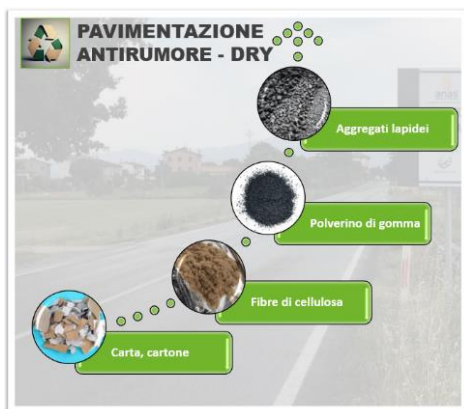 PAVIMENTAZIONE
ANTIRUMORE - DRY
Aggregati lapidei
Polverino di gomma
Fibre di cellulosa
Carta, cartone